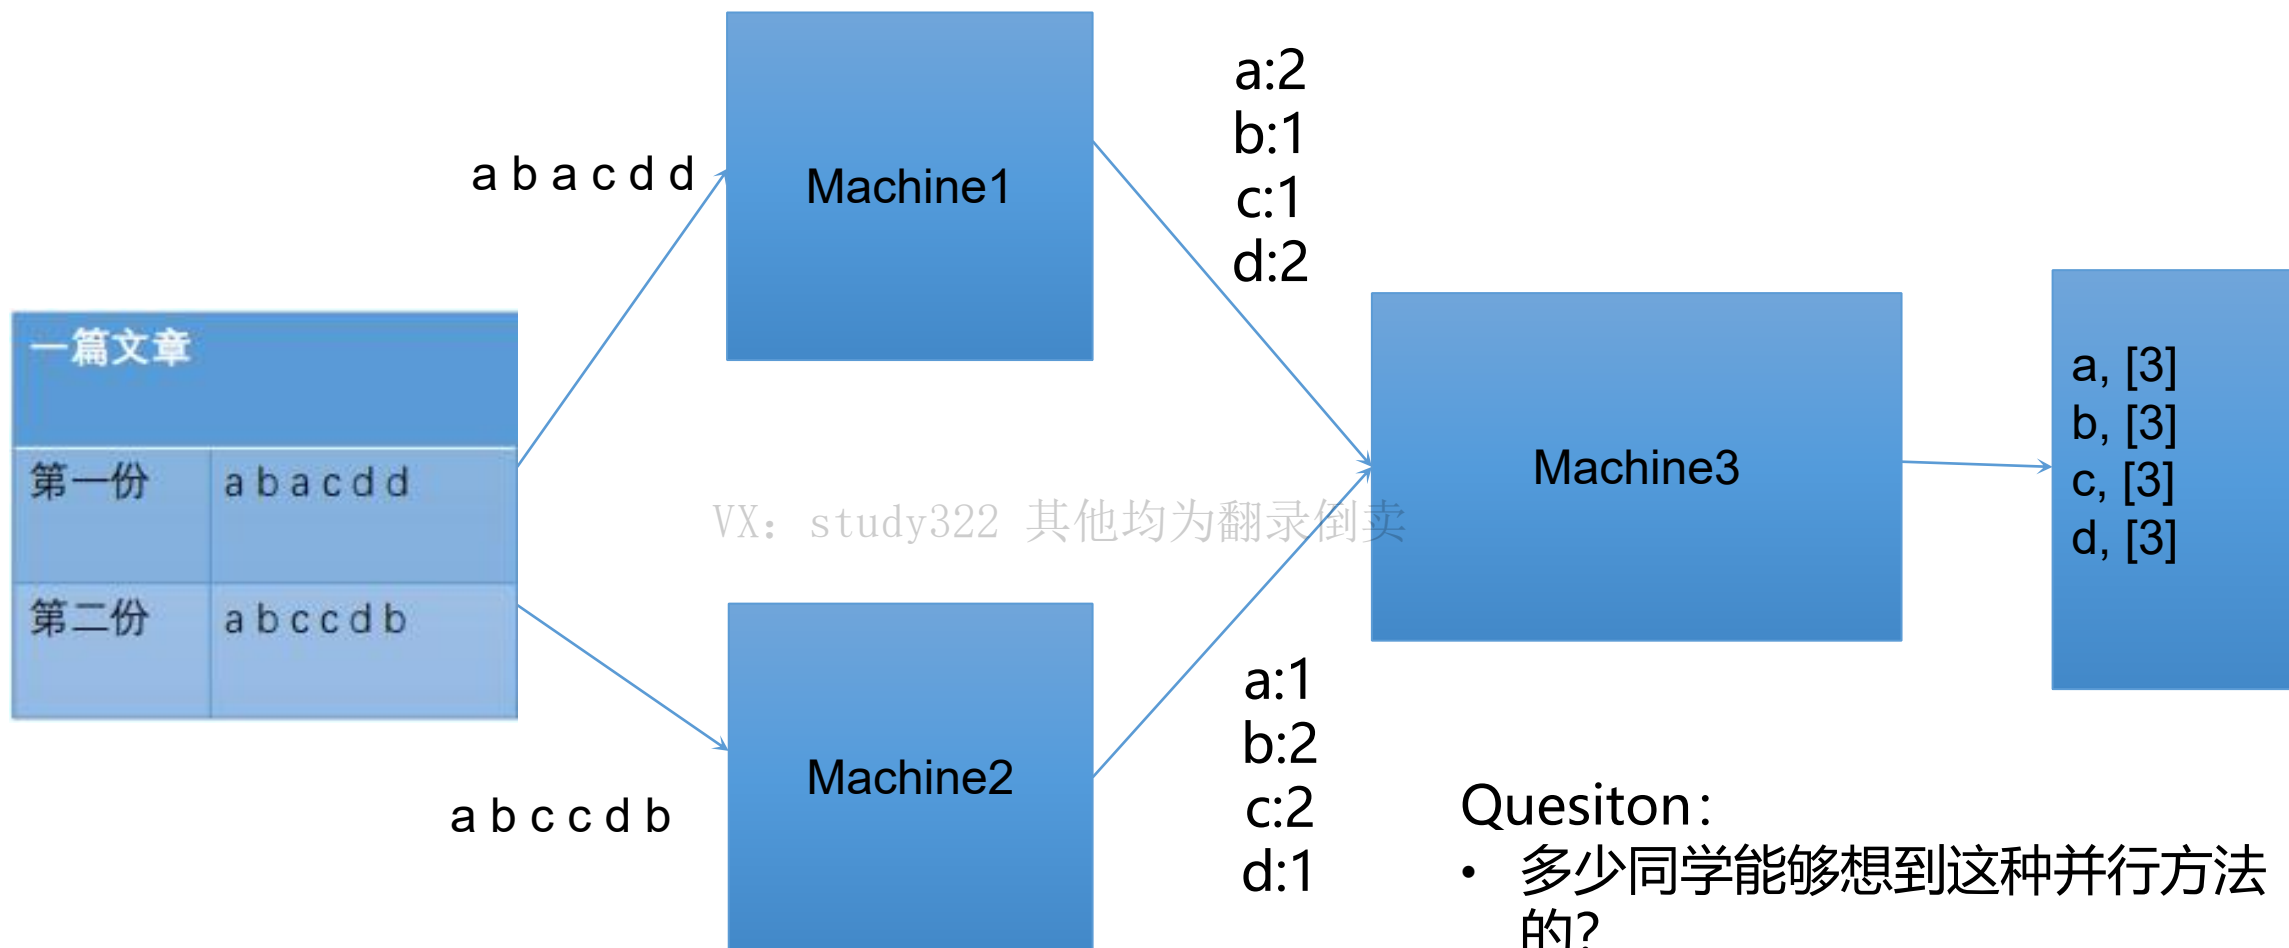 一篇文章
第一份 a b a c d d
第二份 a b c c d b
a b a c d d
a b c c d b
Machine1
Machine2
a:2
b:1
c:1
d:2
a:1
b:2
c:2
d:1
Machine3
a, [3]
b, [3]
c, [3]
d, [3]
VX: study322 其他均为翻录倒卖
Quesiton:
• 多少同学能够想到这种并行方法
的?